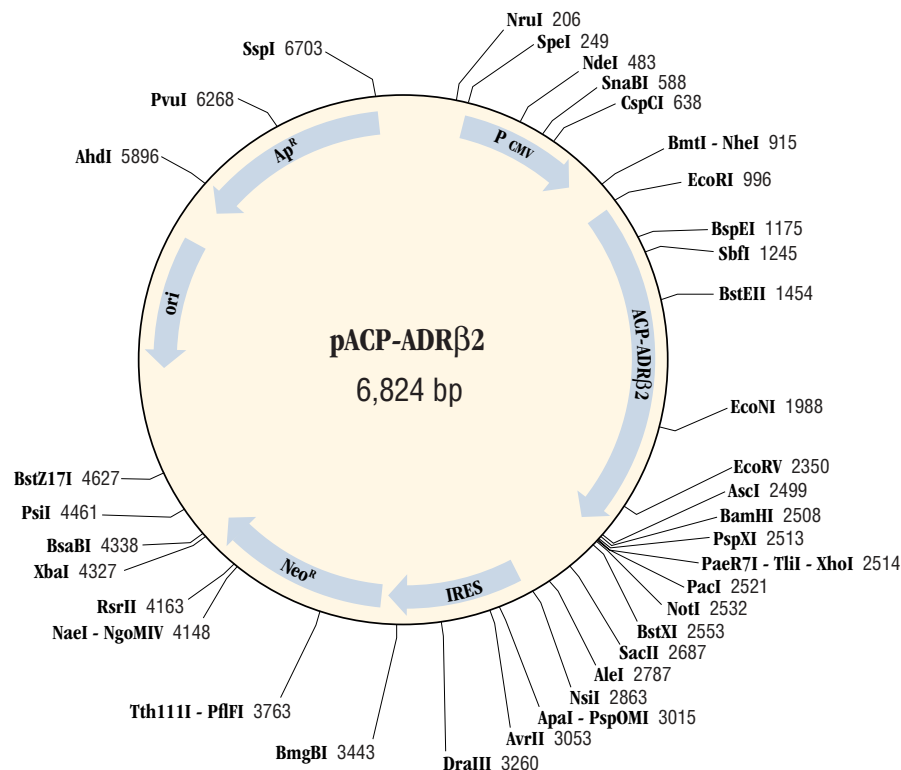 NruI 206
SpeI 249
NdeI 483
SnaBI 588
CspCI 638
BmtI - NheI 915
EcoRI 996
BspEI 1175
SbfI 1245
BstEII 1454
EcoNI 1988
EcoRV 2350
AscI 2499
BamHI 2508
PspXI 2513
PaeR7I - TliI - XhoI 2514
PacI 2521
NotI 2532
BstXI 2553
SacII 2687
AleI 2787
NsiI 2863
ApaI - PspOMI 3015
AvrII 3053
DraIII 3260
BmgBI 3443
Tth111I - PflFI 3763
NaeI - NgoMIV 4148
RsrII 4163
XbaI 4327
BsaBI 4338
PsiI 4461
BstZ17I 4627
AhdI 5896
PvuI 6268
SspI 6703
P CMV
ACP-ADRβ2
IRES
Neo^R
ori
Ap^R
pACP-ADRβ2
6,824 bp